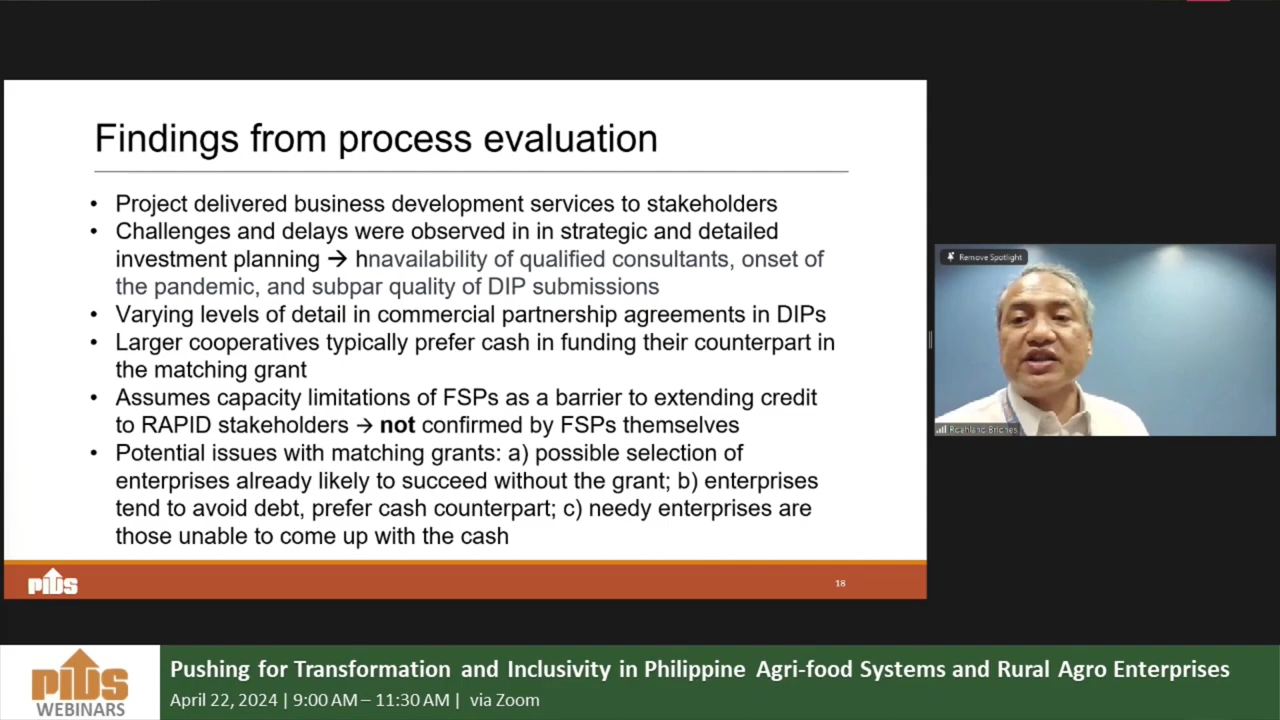 Findings from process evaluation
• Project delivered business development services to stakeholders
• Challenges and delays were observed in in strategic and detailed
investment planning → hnavailability of qualified consultants, onset of
the pandemic, and subpar quality of DIP submissions
• Varying levels of detail in commercial partnership agreements in DIPs
• Larger cooperatives typically prefer cash in funding their counterpart in
the matching grant
• Assumes capacity limitations of FSPs as a barrier to extending credit
to RAPID stakeholders → not confirmed by FSPs themselves
• Potential issues with matching grants: a) possible selection of
enterprises already likely to succeed without the grant; b) enterprises
tend to avoid debt, prefer cash counterpart; c) needy enterprises are
those unable to come up with the cash
pids
18
Remove Spotlight
Roehlano Briones
pids
WEBINARS
Pushing for Transformation and Inclusivity in Philippine Agri-food Systems and Rural Agro Enterprises
April 22, 2024 | 9:00 AM – 11:30 AM | via Zoom